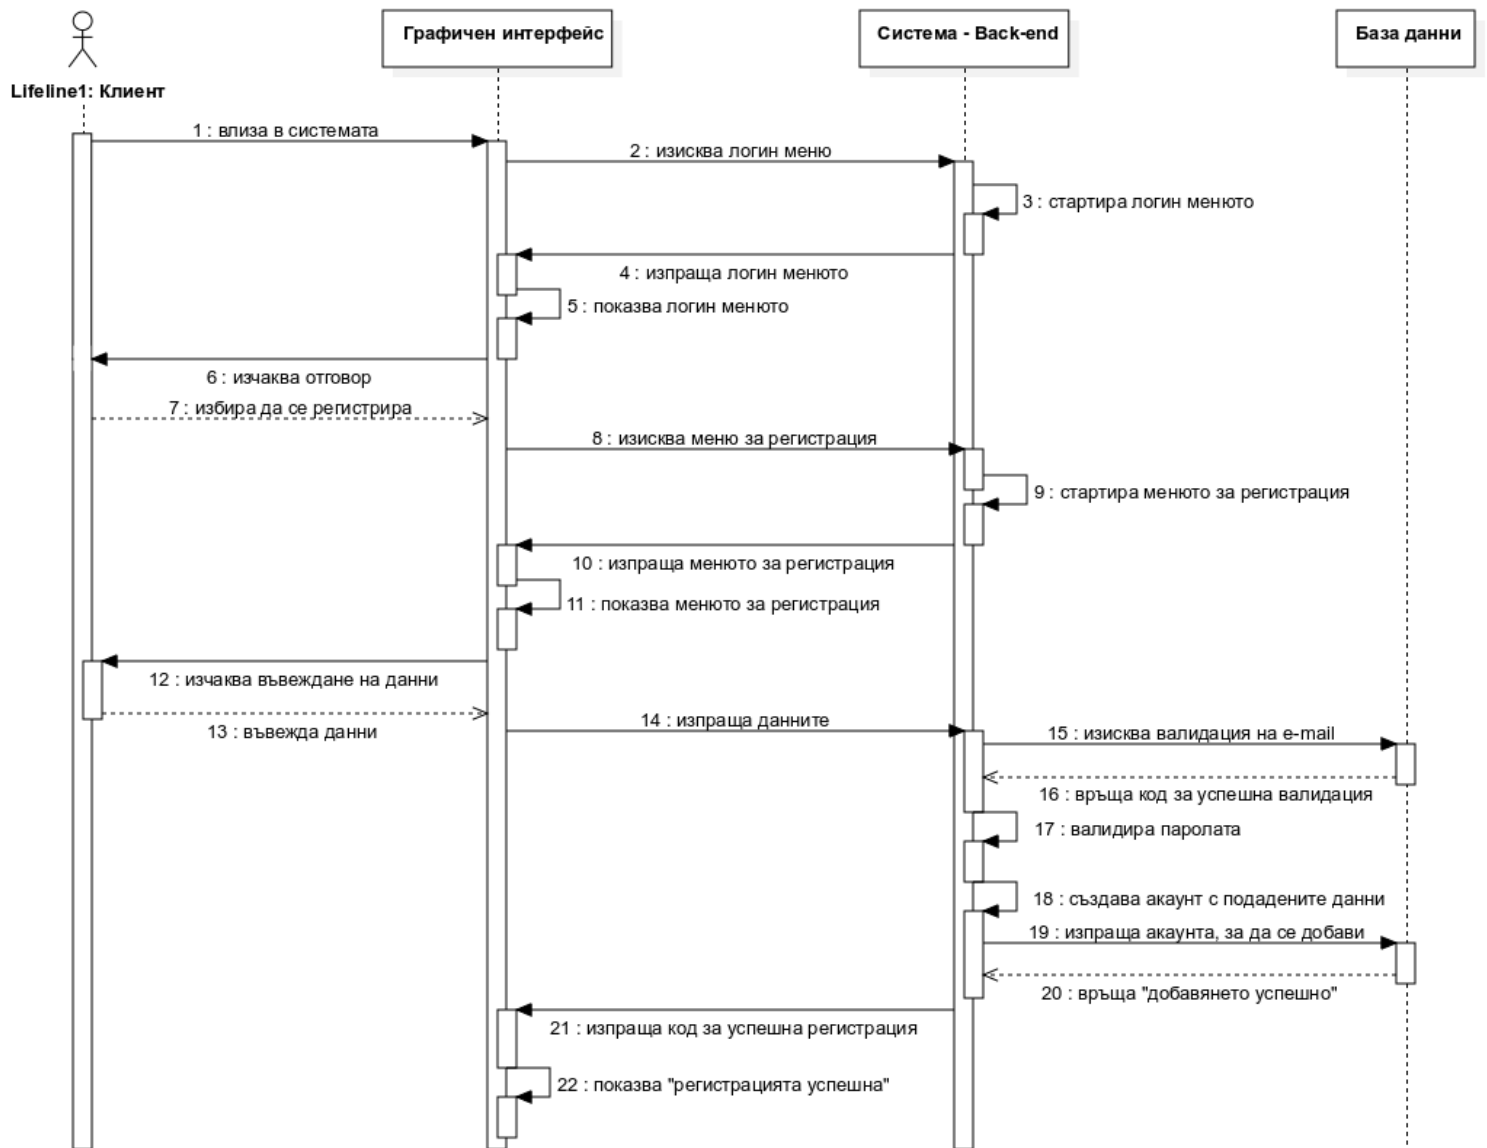 Графичен интерфейс
Система - Back-end
База данни
Lifeline1: Клиент
1 : влиза в системата
2 : изисква логин меню
3 : стартира логин менюто
4 : изпраща логин менюто
5 : показва логин менюто
6 : изчаква отговор
7 : избира да се регистрира
8 : изисква меню за регистрация
9 : стартира менюто за регистрация
10 : изпраща менюто за регистрация
11 : показва менюто за регистрация
12 : изчаква въвеждане на данни
13 : въвежда данни
14 : изпраща данните
15 : изисква валидация на e-mail
16 : връща код за успешна валидация
17 : валидира паролата
18 : създава акаунт с подадените данни
19 : изпраща акаунта, за да се добави
20 : връща "добавянето успешно"
21 : изпраща код за успешна регистрация
22 : показва "регистрацията успешна"